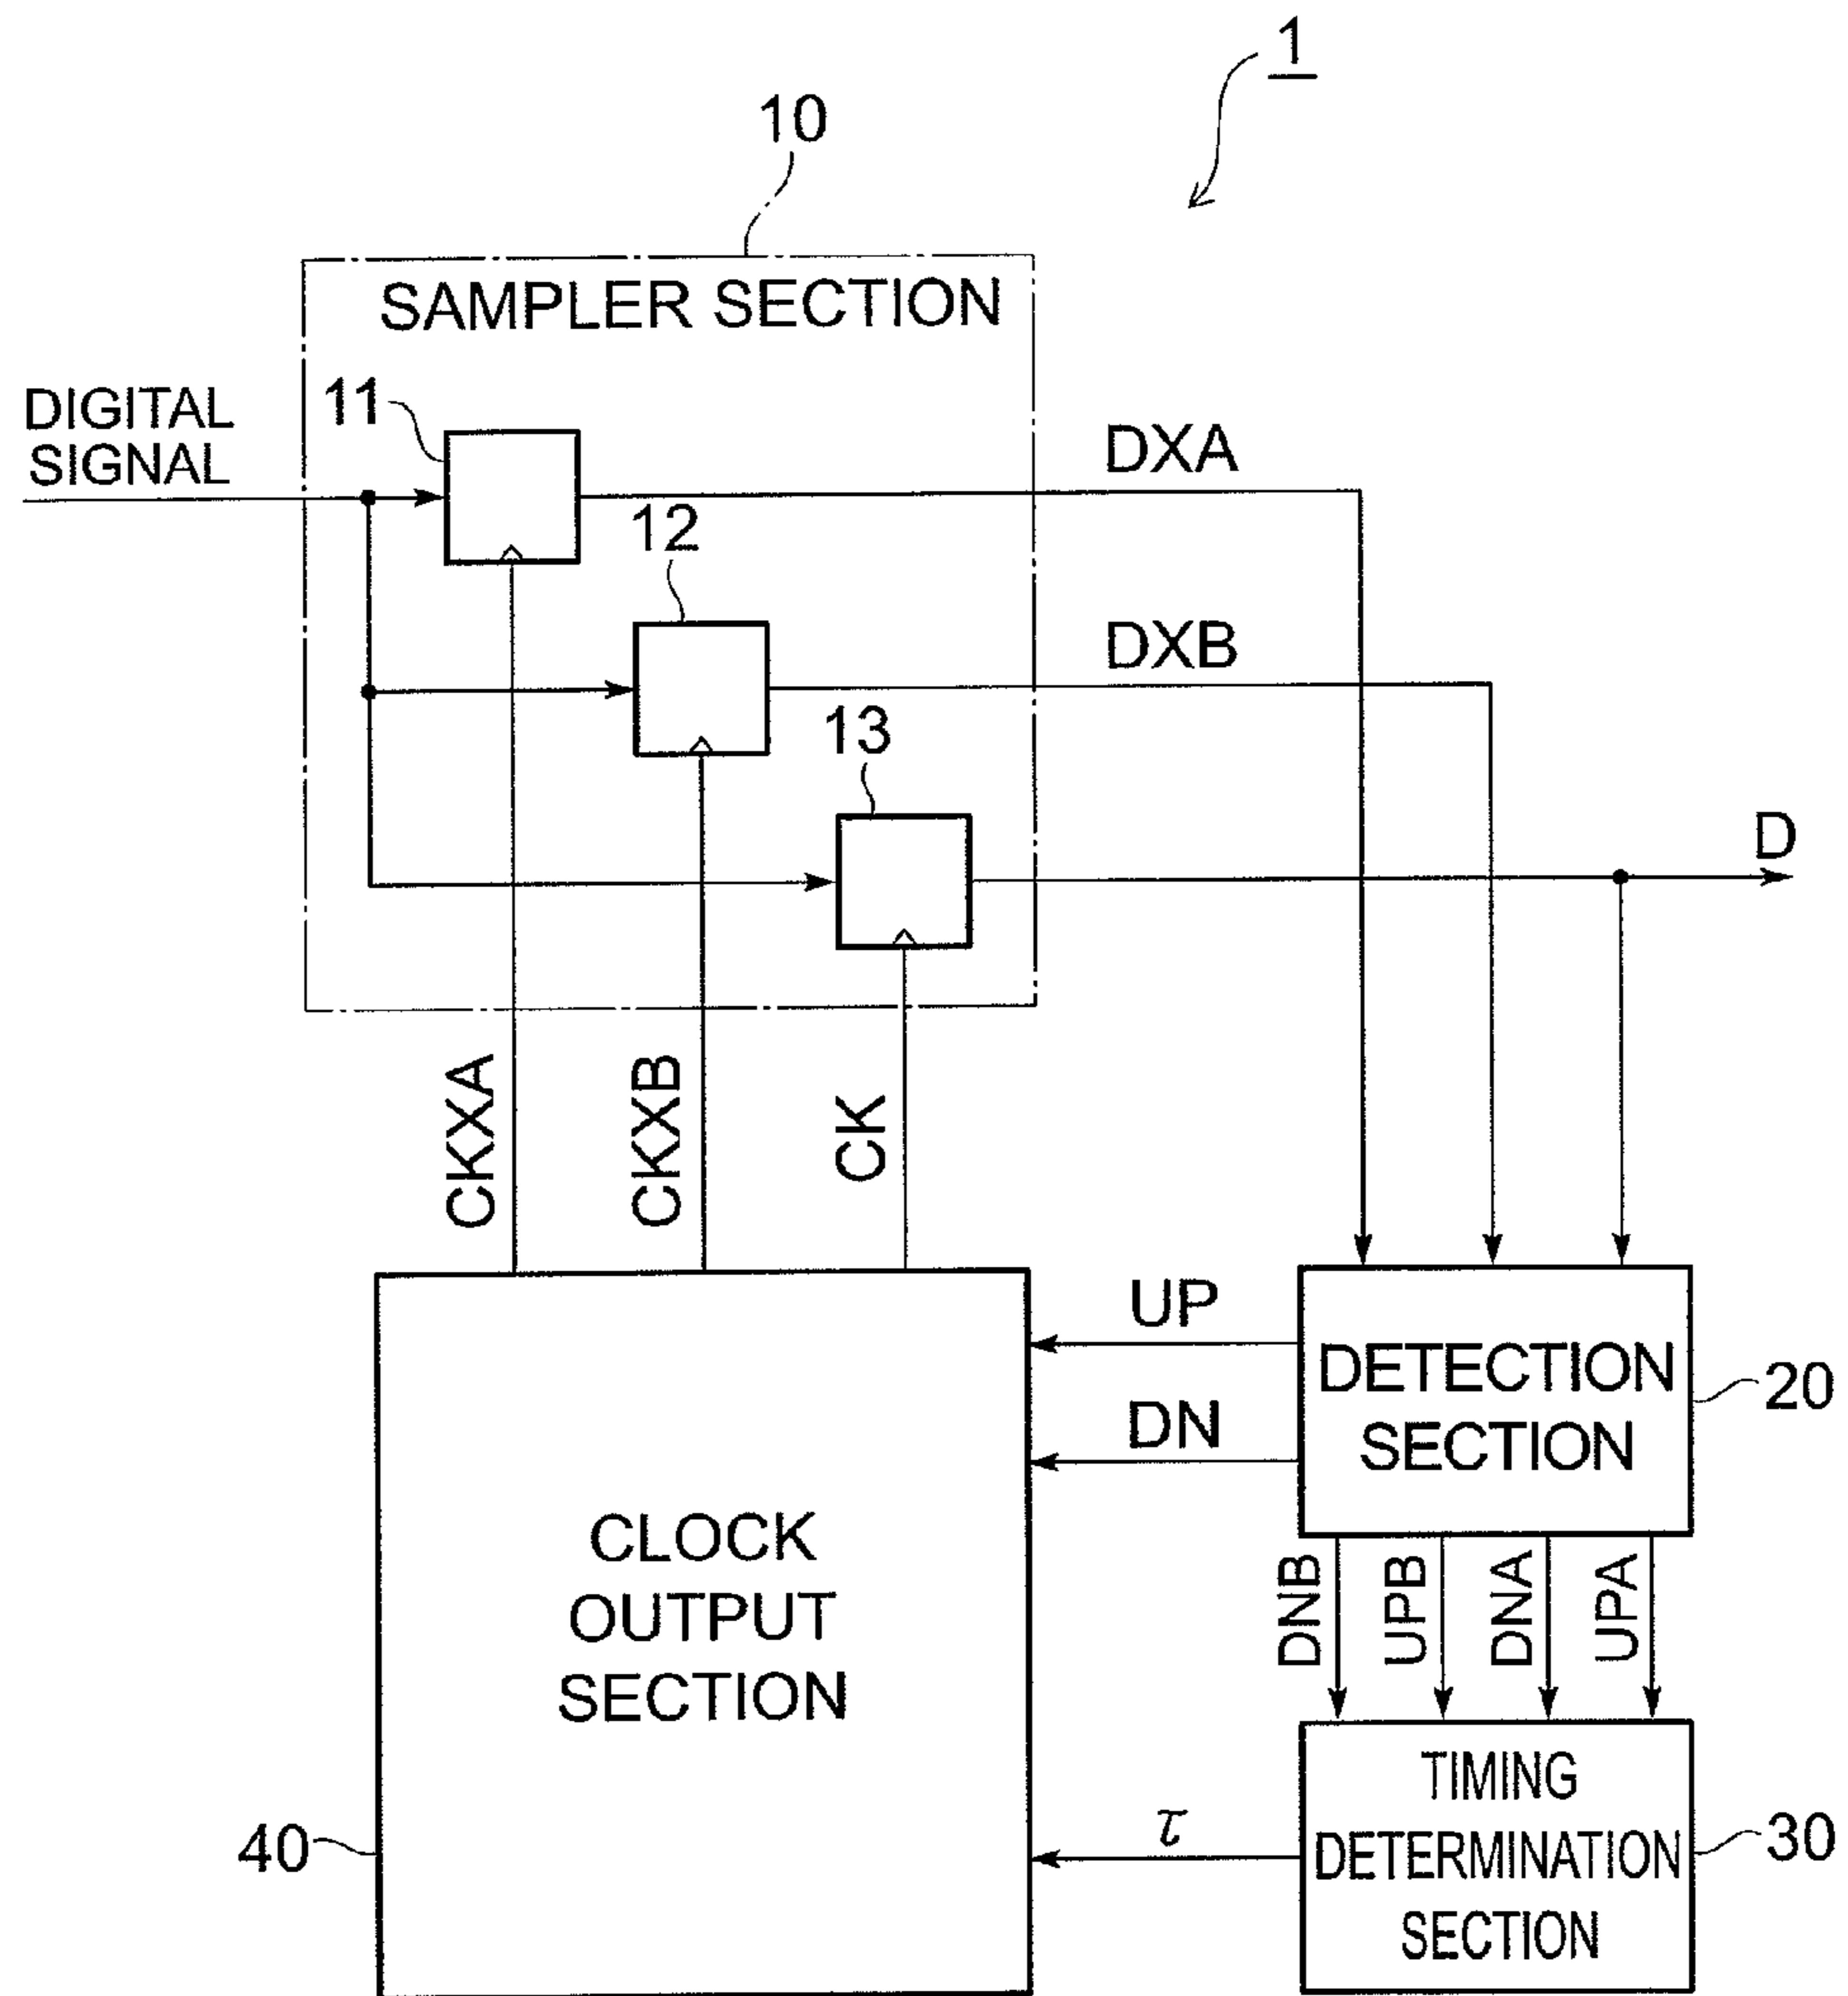 1
10
SAMPLER SECTION
DIGITAL
SIGNAL
11
DXA
12
DXB
13
D
CKXA
CKXB
CK
UP
DETECTION
SECTION
20
DN
CLOCK
OUTPUT
SECTION
DNB
UPB
DNA
UPA
τ
TIMING
DETERMINATION
SECTION
30
40